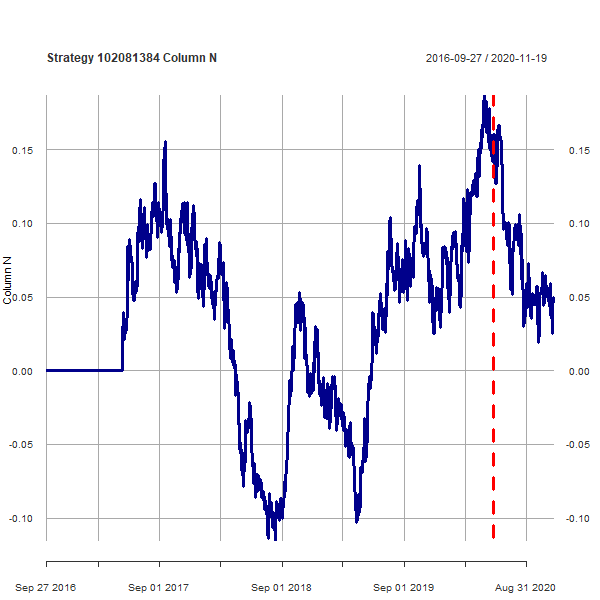 Strategy 102081384 Column N 2016-09-27 / 2020-11-19
0.15 0.15
0.10 0.10
Column N
0.05 0.05
0.00 0.00
-0.05 -0.05
-0.10 -0.10
Sep 27 2016 Sep 01 2017 Sep 01 2018 Sep 01 2019 Aug 31 2020